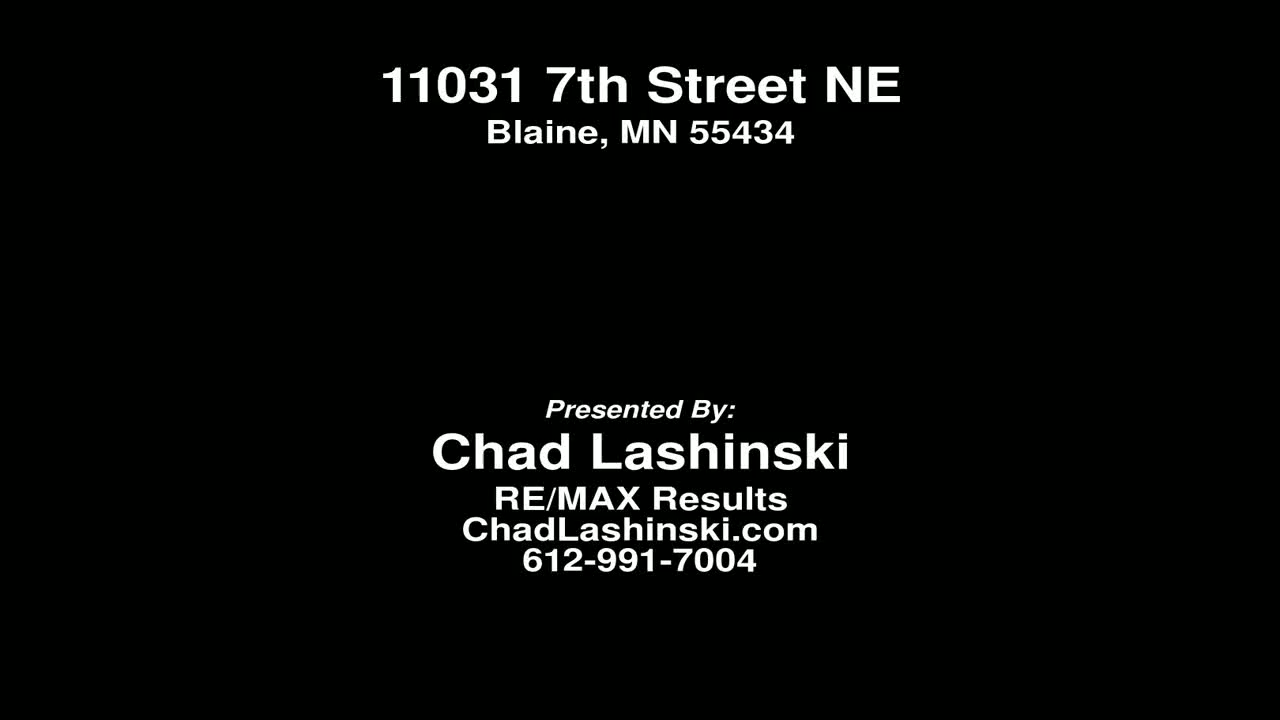 11031 7th Street NE
Blaine, MN 55434
Presented By:
Chad Lashinski
RE/MAX Results
ChadLashinski.com
612-991-7004